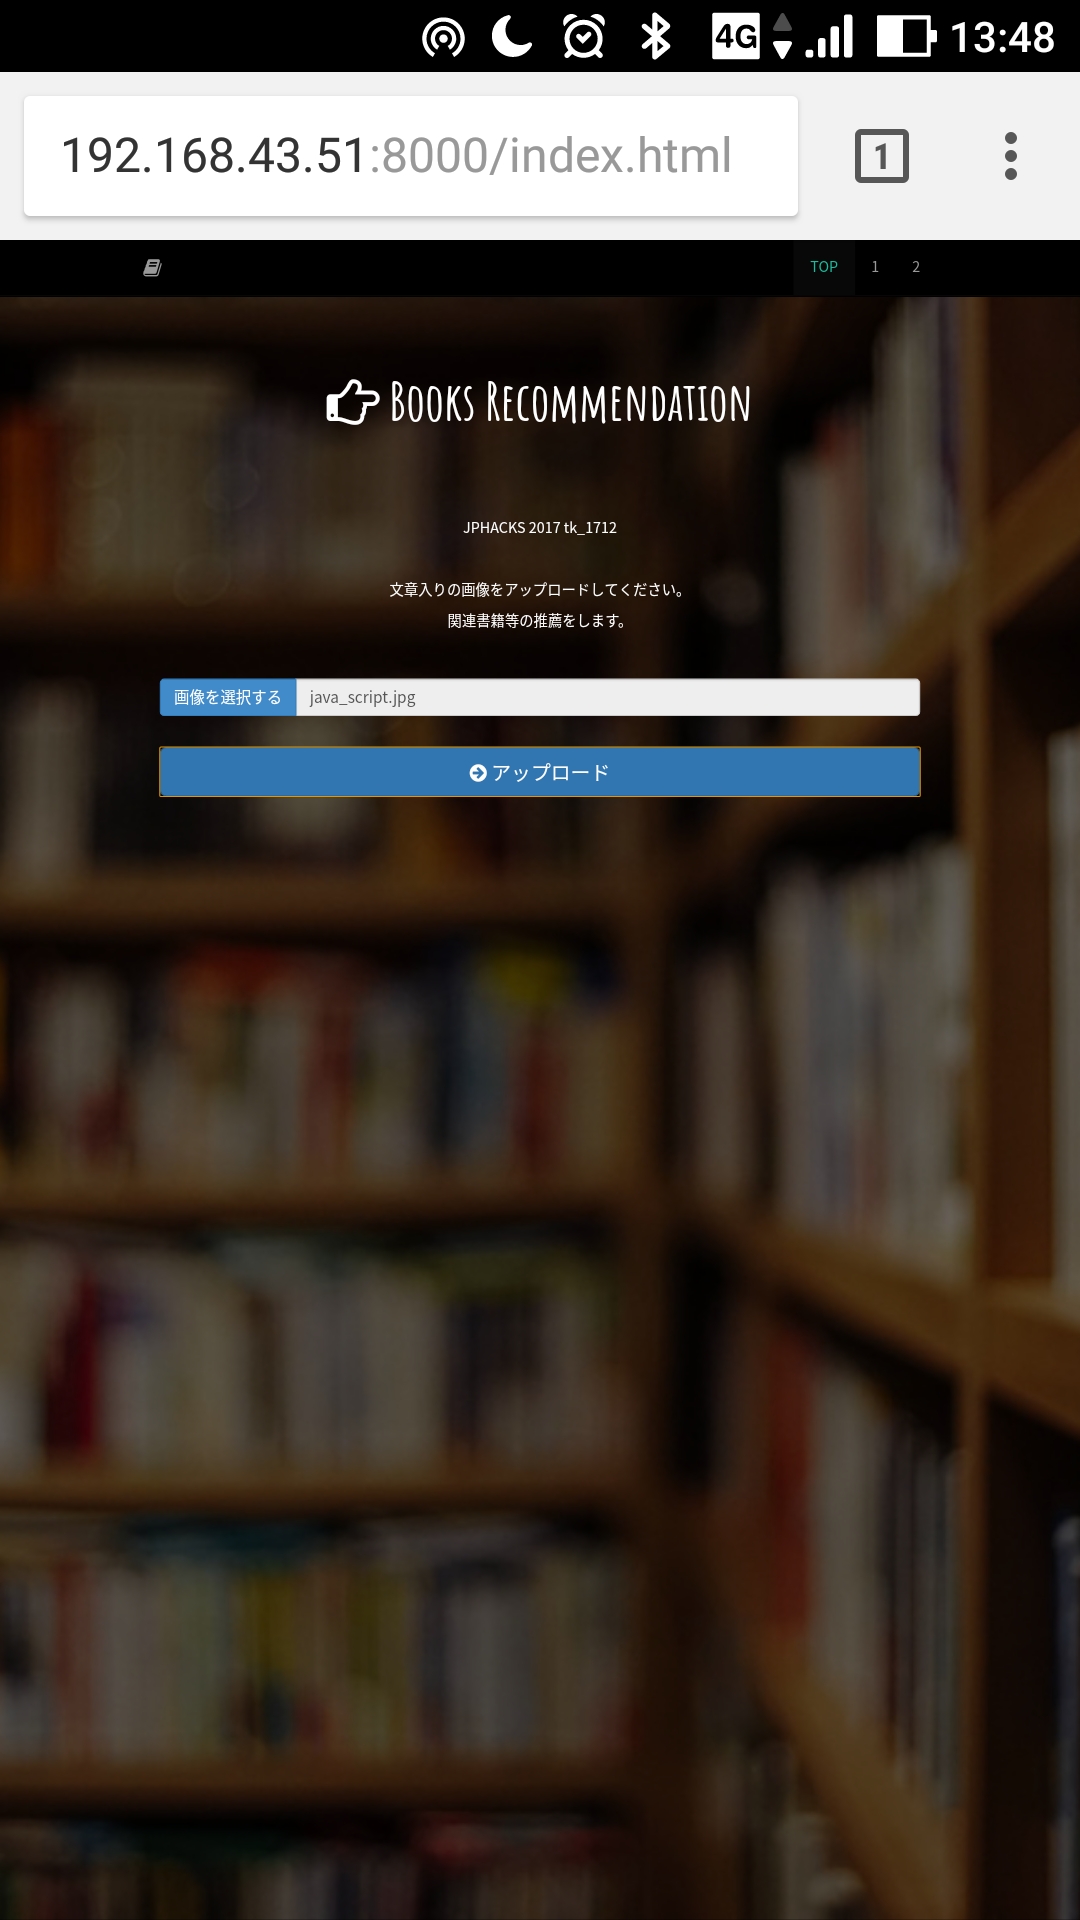 4G 13:48
192.168.43.51:8000/index.html 1
TOP 1 2
Books Recommendation
JPHACKS 2017 tk_1712
文章入りの画像をアップロードしてください。
関連書籍等の推薦をします。
画像を選択する java_script.jpg
アップロード